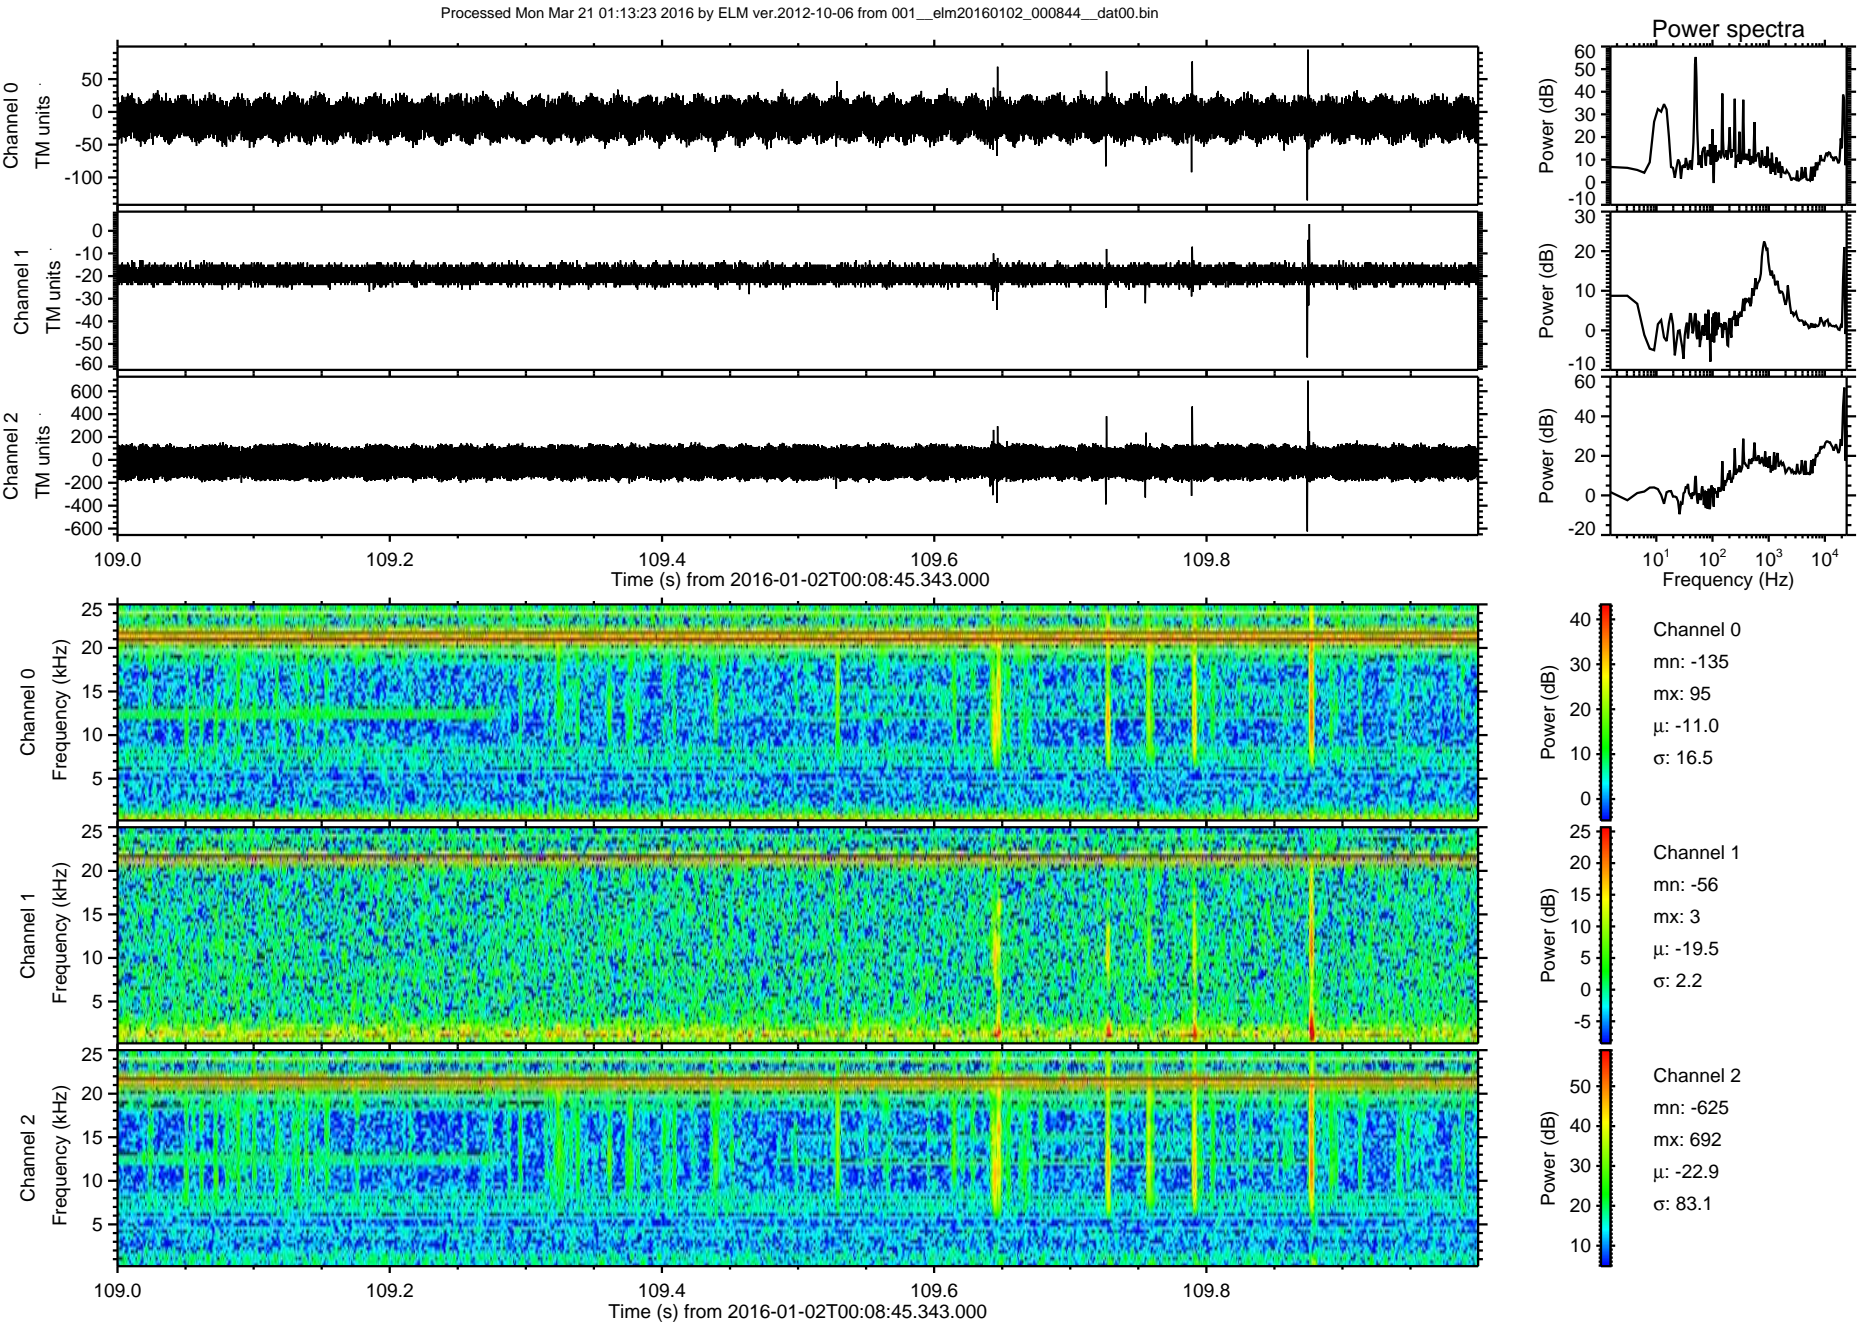 Processed Mon Mar 21 01:13:23 2016 by ELM ver.2012-10-06 from 001__elm20160102_000844__dat00.bin
Power spectra
Channel 0
TM units
50
0
-50
-100
Power (dB)
60
50
40
30
20
10
0
-10
Channel 1
TM units
0
-10
-20
-30
-40
-50
-60
Power (dB)
30
20
10
0
-10
Channel 2
TM units
600
400
200
0
-200
-400
-600
Power (dB)
60
40
20
0
-20
109.0 109.2 109.4 109.6 109.8
Time (s) from 2016-01-02T00:08:45.343.000
10¹ 10² 10³ 10⁴
Frequency (Hz)
Channel 0
Frequency (kHz)
25
20
15
10
5
Power (dB)
40
30
20
10
0
Channel 0
mn: -135
mx: 95
µ: -11.0
σ: 16.5
Channel 1
Frequency (kHz)
25
20
15
10
5
Power (dB)
25
20
15
10
5
0
-5
Channel 1
mn: -56
mx: 3
µ: -19.5
σ: 2.2
Channel 2
Frequency (kHz)
25
20
15
10
5
Power (dB)
50
40
30
20
10
Channel 2
mn: -625
mx: 692
µ: -22.9
σ: 83.1
109.0 109.2 109.4 109.6 109.8
Time (s) from 2016-01-02T00:08:45.343.000